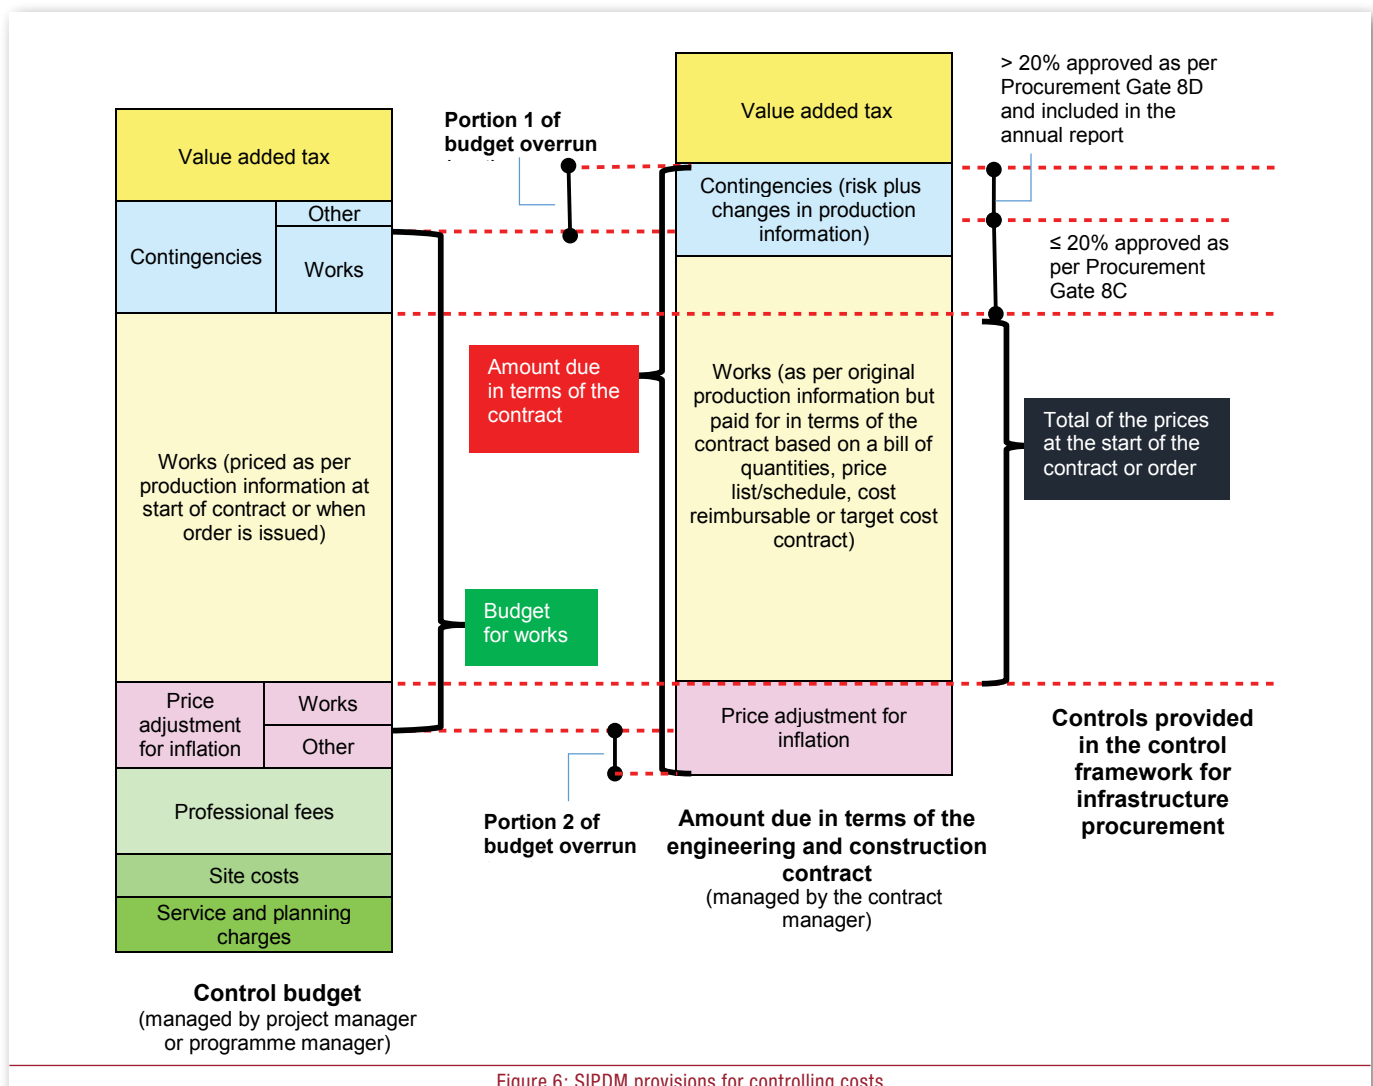 Value added tax
Contingencies
Other
Works
Works (priced as per
production information at
start of contract or when
order is issued)
Price
adjustment
for inflation
Works
Other
Professional fees
Site costs
Service and planning
charges
Control budget
(managed by project manager
or programme manager)
Portion 1 of
budget overrun
Amount due
in terms of the
contract
Budget
for works
Portion 2 of
budget overrun
Value added tax
Contingencies (risk plus
changes in production
information)
Works (as per original
production information but
paid for in terms of the
contract based on a bill of
quantities, price
list/schedule, cost
reimbursable or target cost
contract)
Price adjustment for
inflation
Amount due in terms of the
engineering and construction
contract
(managed by the contract
manager)
> 20% approved as per
Procurement Gate 8D
and included in the
annual report
≤ 20% approved as
per Procurement
Gate 8C
Total of the prices
at the start of the
contract or order
Controls provided
in the control
framework for
infrastructure
procurement
Figure 6: SIPDM provisions for controlling costs